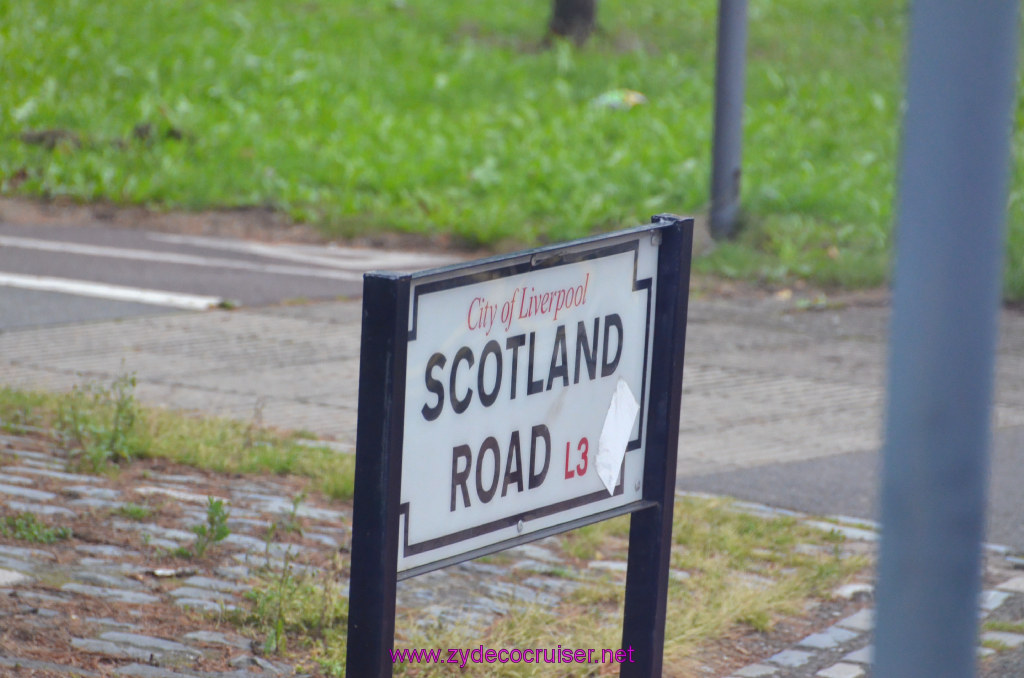 City of Liverpool
SCOTLAND
ROAD L3
www.zydecocruiser.net